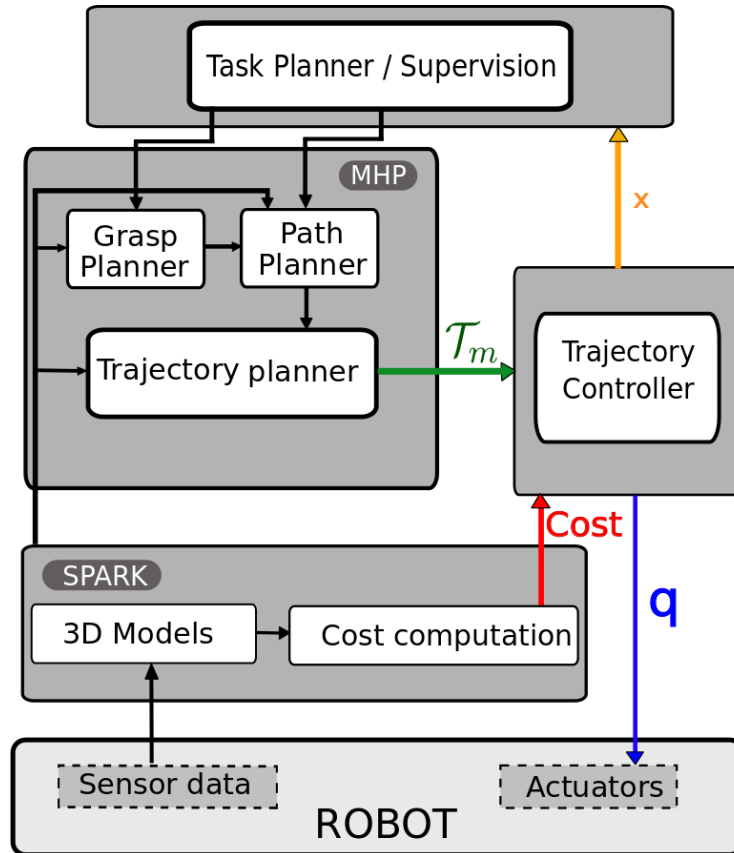 Task Planner / Supervision
MHP
x
Grasp
Planner
Path
Planner
𝒯m
Trajectory planner
Trajectory
Controller
Cost
SPARK
q
3D Models
Cost computation
Sensor data
Actuators
ROBOT